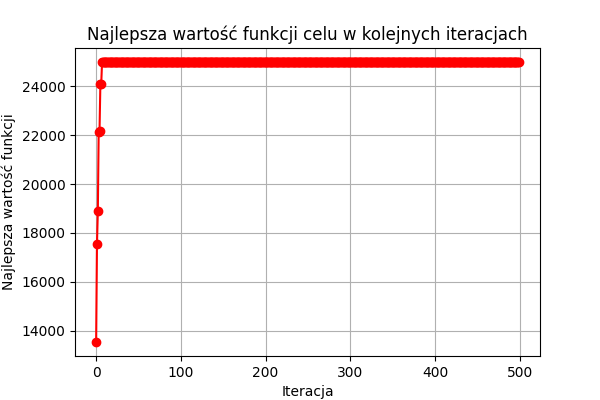 Najlepsza wartość funkcji celu w kolejnych iteracjach
Najlepsza wartość funkcji
24000
22000
20000
18000
16000
14000
0 100 200 300 400 500
Iteracja